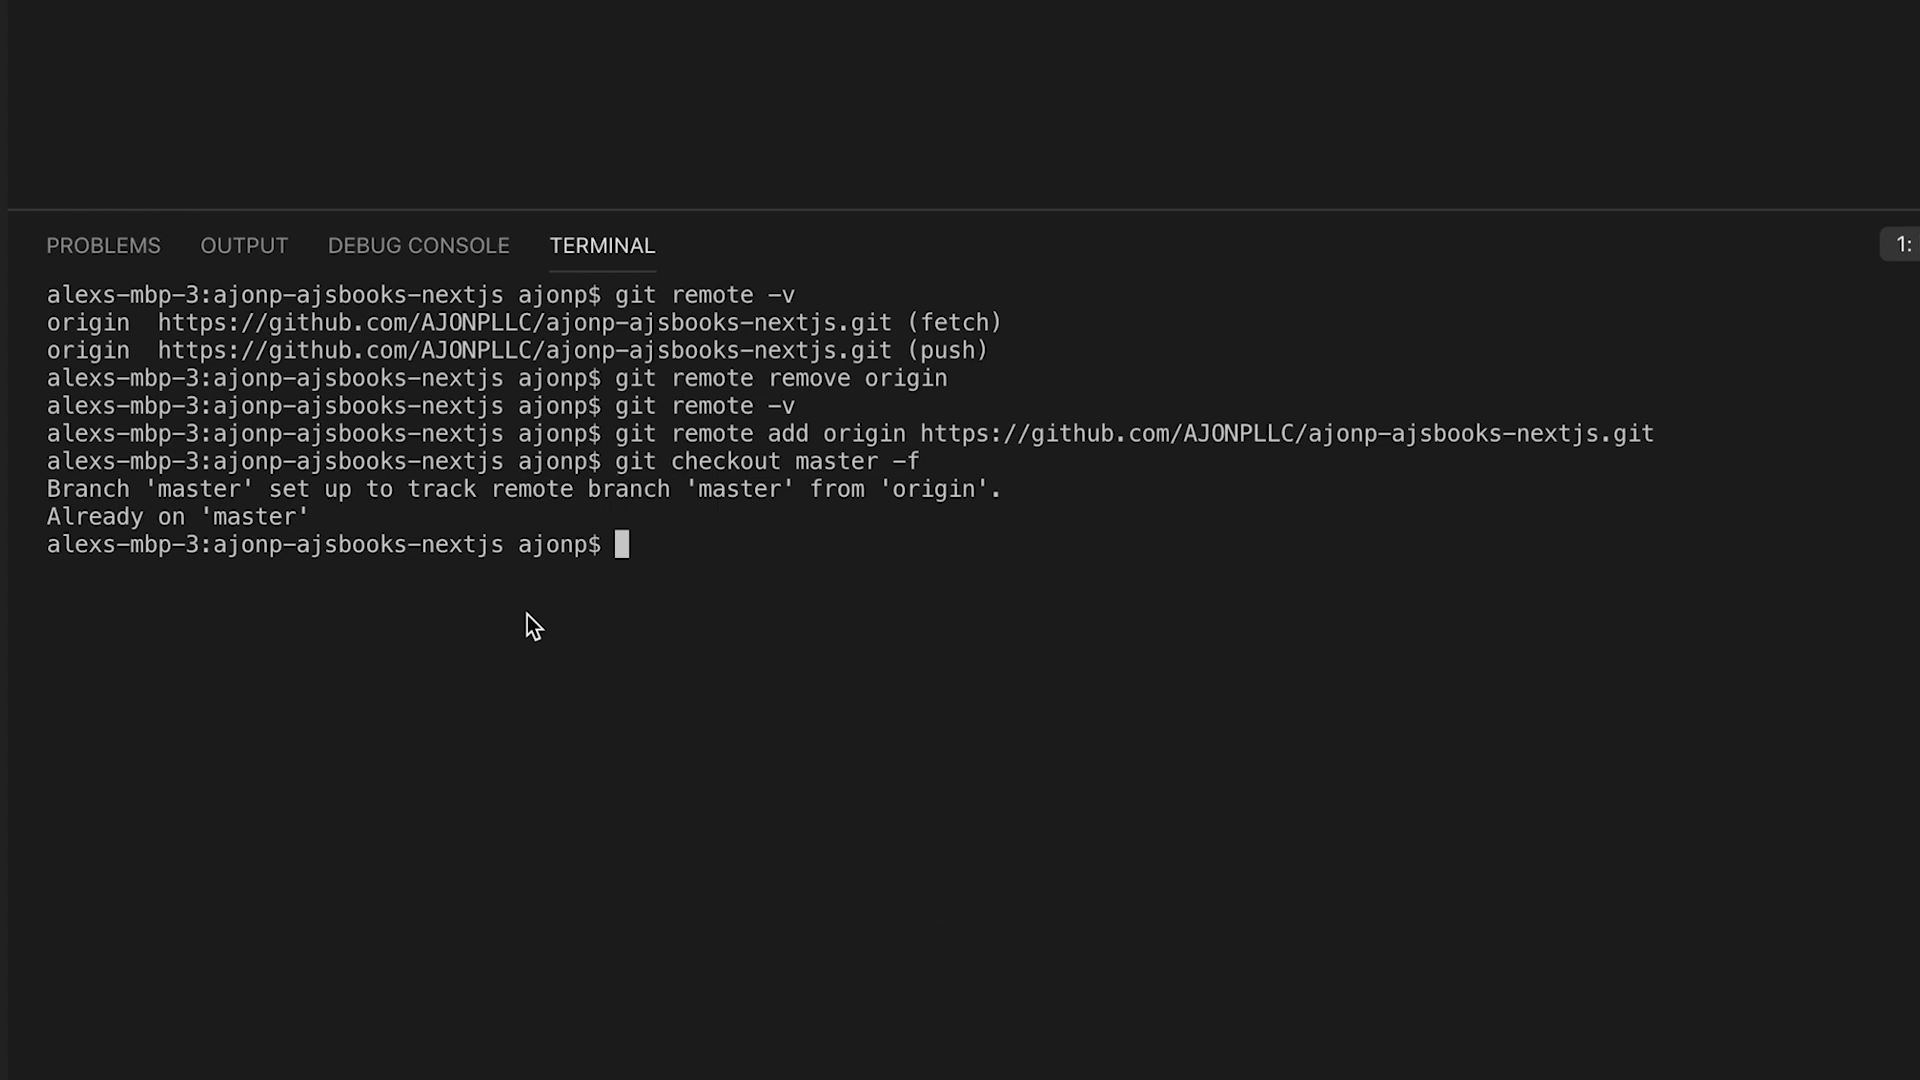 PROBLEMS OUTPUT DEBUG CONSOLE TERMINAL 1:
alexs-mbp-3:ajonp-ajsbooks-nextjs ajonp$ git remote -v
origin  https://github.com/AJONPLLC/ajonp-ajsbooks-nextjs.git (fetch)
origin  https://github.com/AJONPLLC/ajonp-ajsbooks-nextjs.git (push)
alexs-mbp-3:ajonp-ajsbooks-nextjs ajonp$ git remote remove origin
alexs-mbp-3:ajonp-ajsbooks-nextjs ajonp$ git remote -v
alexs-mbp-3:ajonp-ajsbooks-nextjs ajonp$ git remote add origin https://github.com/AJONPLLC/ajonp-ajsbooks-nextjs.git
alexs-mbp-3:ajonp-ajsbooks-nextjs ajonp$ git checkout master -f
Branch 'master' set up to track remote branch 'master' from 'origin'.
Already on 'master'
alexs-mbp-3:ajonp-ajsbooks-nextjs ajonp$